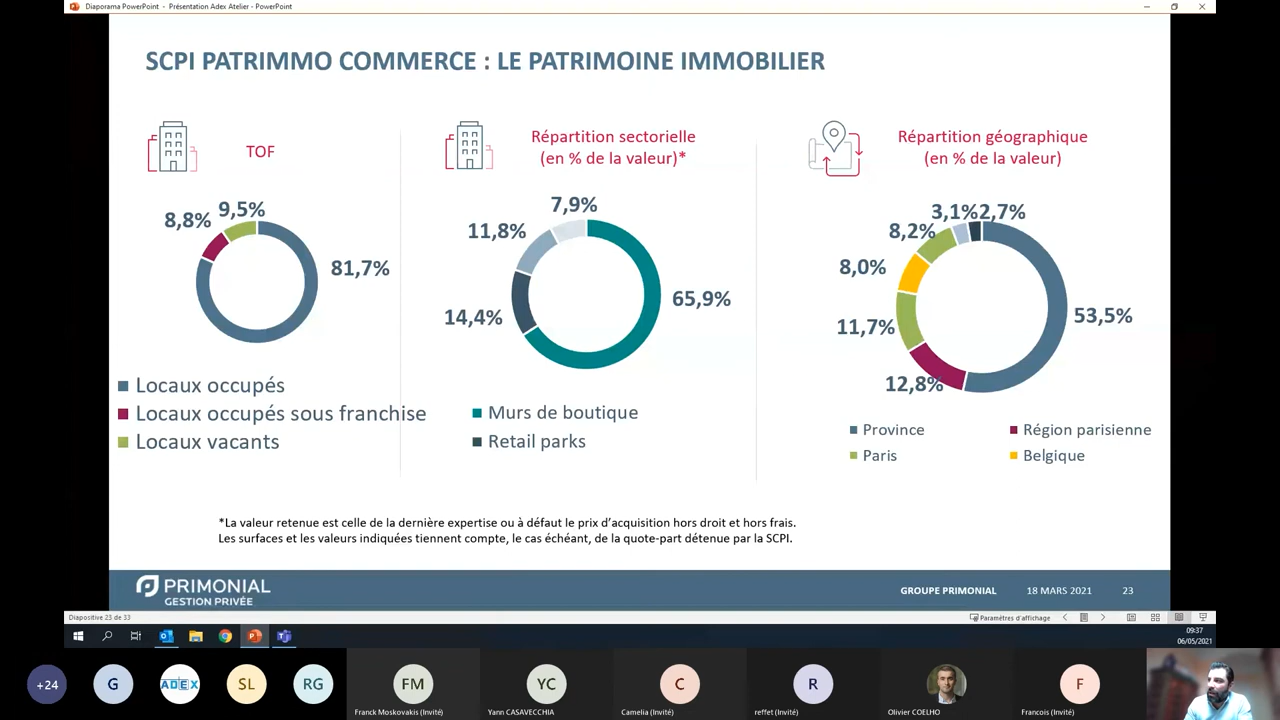 Diaporama PowerPoint - Présentation Adex Atelier - PowerPoint
SCPI PATRIMMO COMMERCE : LE PATRIMOINE IMMOBILIER
TOF
8,8%
9,5%
81,7%
Locaux occupés
Locaux occupés sous franchise
Locaux vacants
Répartition sectorielle
(en % de la valeur)*
7,9%
11,8%
65,9%
14,4%
Murs de boutique
Retail parks
Répartition géographique
(en % de la valeur)
3,1%
2,7%
8,2%
8,0%
53,5%
11,7%
12,8%
Province
Région parisienne
Paris
Belgique
*La valeur retenue est celle de la dernière expertise ou à défaut le prix d’acquisition hors droit et hors frais.
Les surfaces et les valeurs indiquées tiennent compte, le cas échéant, de la quote-part détenue par la SCPI.
PRIMONIAL
GESTION PRIVÉE
GROUPE PRIMONIAL
18 MARS 2021
23
Diapositive 23 de 33
Paramètres d'affichage
09:37
06/05/2021
+24
G
ADEX
SL
RG
FM
YC
C
R
F
Franck Moskovakis (Invité)
Yann CASAVECCHIA
Camelia (Invité)
reffet (Invité)
Olivier COELHO
Francois (Invité)